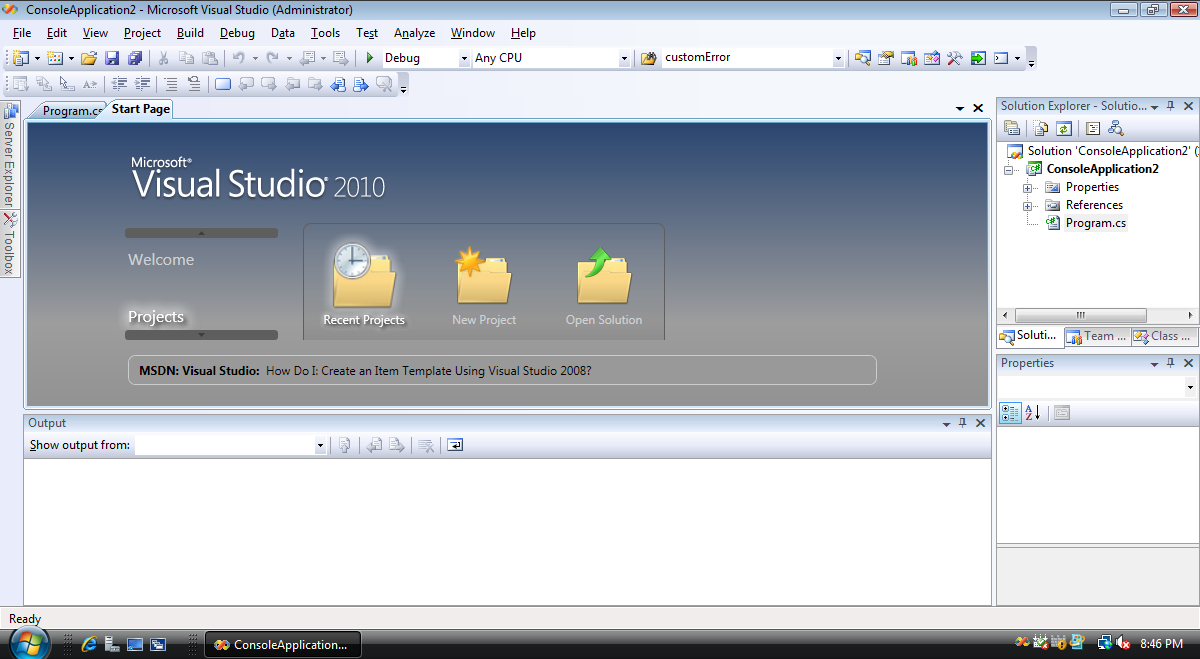 ConsoleApplication2 - Microsoft Visual Studio (Administrator)
File Edit View Project Build Debug Data Tools Test Analyze Window Help
Debug Any CPU customError
Program.cs Start Page
Server Explorer
Toolbox
Microsoft®
Visual Studio® 2010
Welcome
Projects
Recent Projects New Project Open Solution
MSDN: Visual Studio: How Do I: Create an Item Template Using Visual Studio 2008?
Output
Show output from:
Solution Explorer - Solutio...
Solution 'ConsoleApplication2' (
ConsoleApplication2
Properties
References
Program.cs
Soluti... Team ... Class ...
Properties
Ready
ConsoleApplication... 8:46 PM